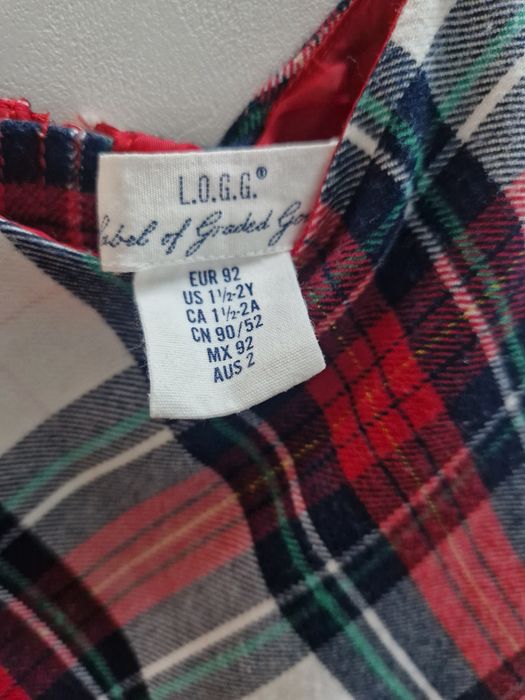 L.O.G.G.®
Label of Graded Go
EUR 92
US 1½-2Y
CA 1½-2A
CN 90/52
MX 92
AUS 2